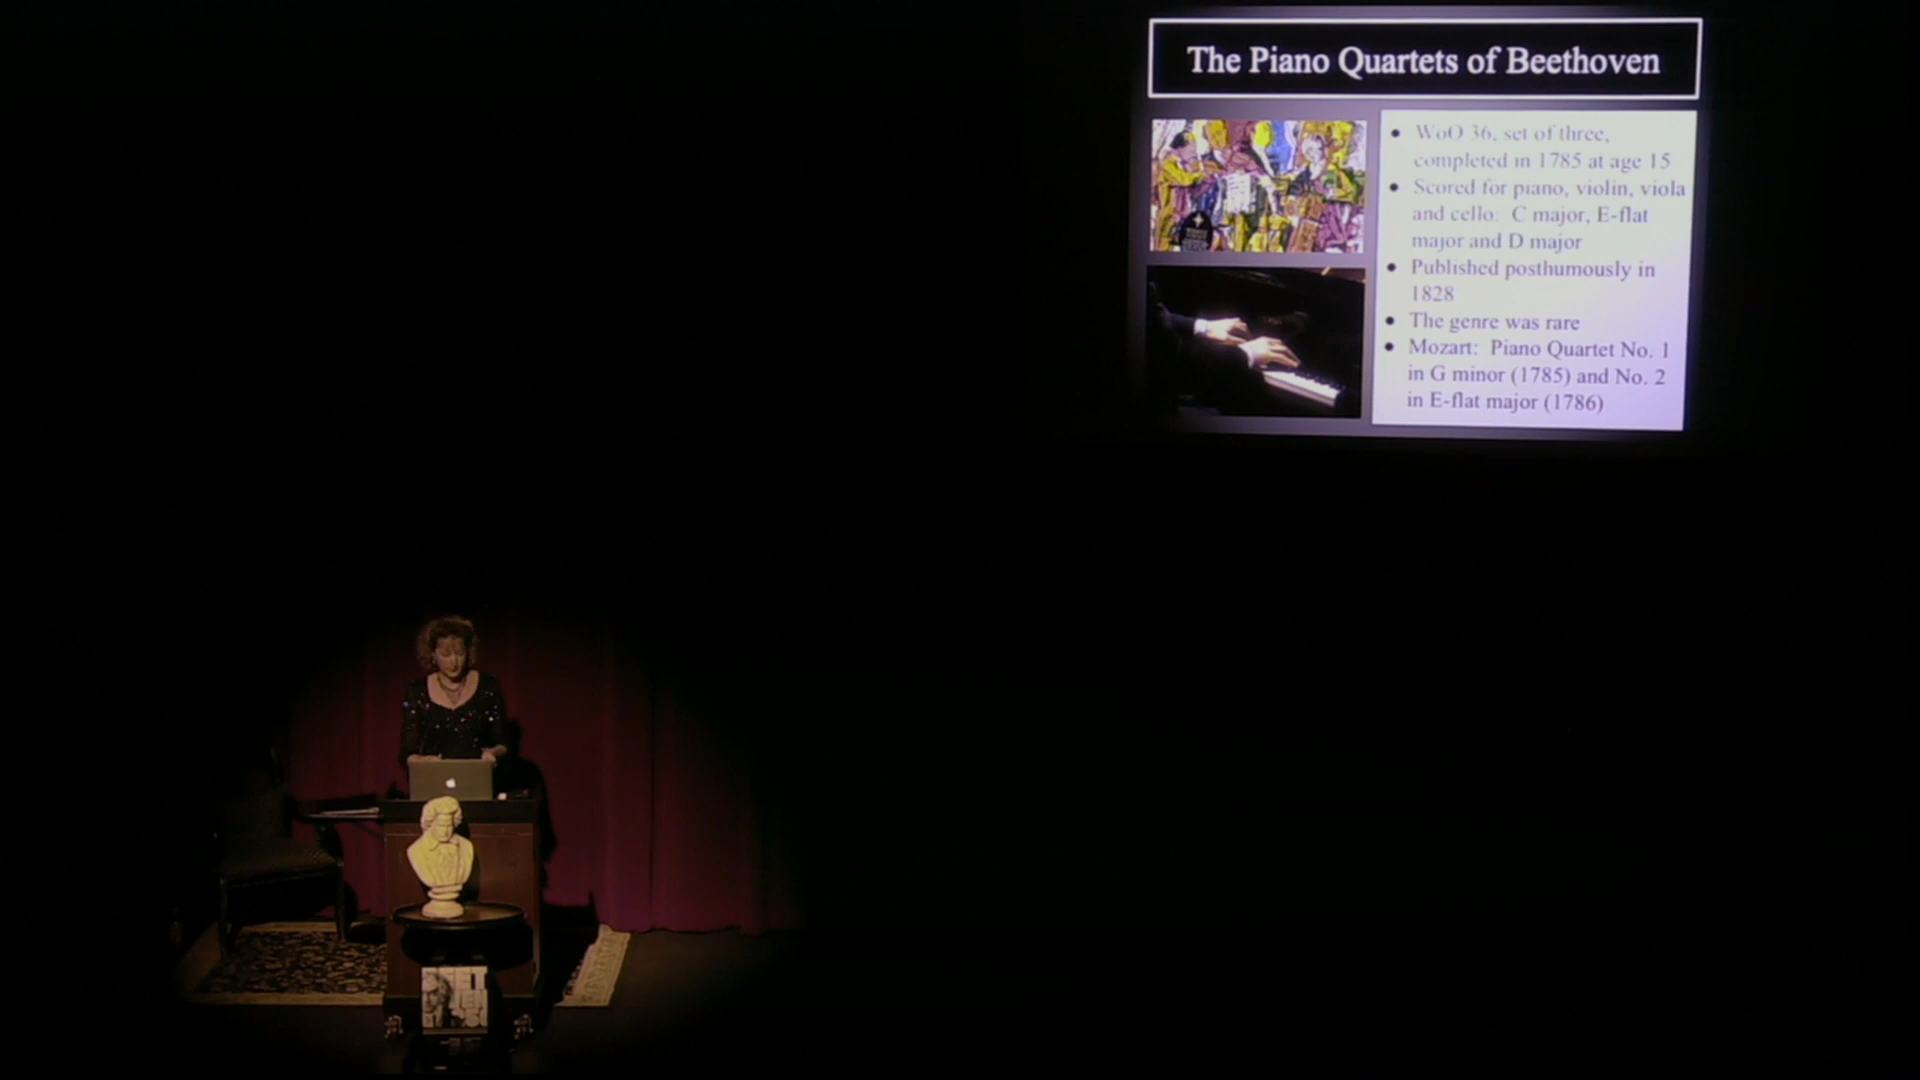 The Piano Quartets of Beethoven
• WoO 36, set of three,
completed in 1785 at age 15
• Scored for piano, violin, viola
and cello: C major, E-flat
major and D major
• Published posthumously in
1828
• The genre was rare
• Mozart: Piano Quartet No. 1
in G minor (1785) and No. 2
in E-flat major (1786)